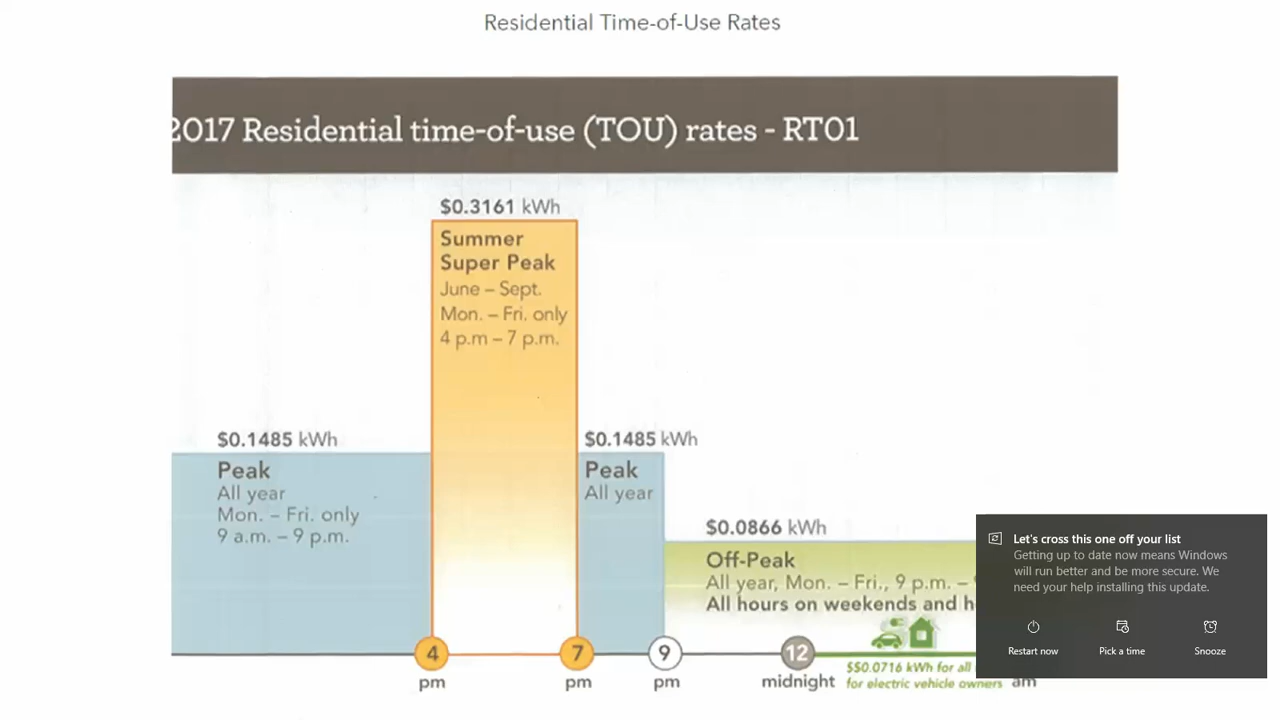 Residential Time-of-Use Rates
2017 Residential time-of-use (TOU) rates - RT01
$0.3161 kWh
Summer
Super Peak
June – Sept.
Mon. – Fri. only
4 p.m – 7 p.m.
$0.1485 kWh
Peak
All year
Mon. – Fri. only
9 a.m. – 9 p.m.
$0.1485 kWh
Peak
All year
$0.0866 kWh
Off-Peak
All year, Mon. – Fri., 9 p.m. –
All hours on weekends and
4
pm
7
pm
9
pm
12
midnight
$$0.0716 kWh for all
for electric vehicle owners
am
Let's cross this one off your list
Getting up to date now means Windows
will run better and be more secure. We
need your help installing this update.
Restart now
Pick a time
Snooze